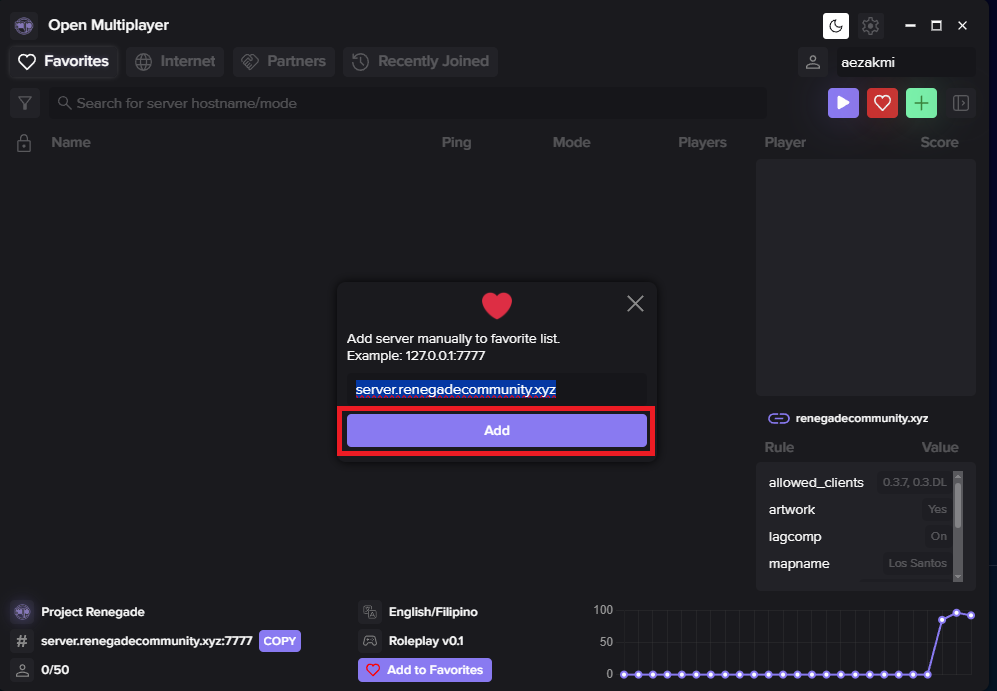 Open Multiplayer
Favorites Internet Partners Recently Joined aezakmi
Search for server hostname/mode
Name Ping Mode Players Player Score
Add server manually to favorite list.
Example: 127.0.0.1:7777
server.renegadecommunity.xyz
Add
renegadecommunity.xyz
Rule Value
allowed_clients 0.3.7, 0.3.DL
artwork Yes
lagcomp On
mapname Los Santos
Project Renegade English/Filipino 100
# server.renegadecommunity.xyz:7777 COPY Roleplay v0.1 50
0/50 Add to Favorites 0